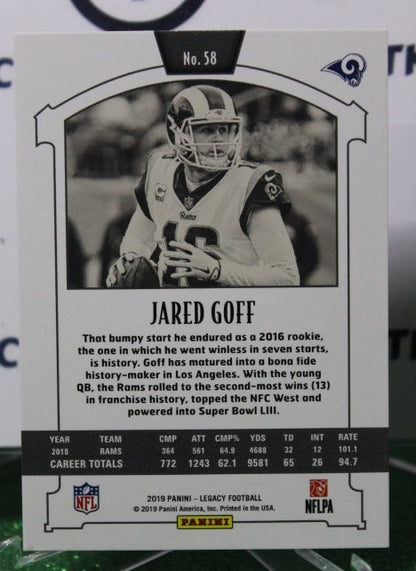 No. 58
Rams
16
JARED GOFF
That bumpy start he endured as a 2016 rookie,
the one in which he went winless in seven starts,
is history. Goff has matured into a bona fide
history-maker in Los Angeles. With the young
QB, the Rams rolled to the second-most wins (13)
in franchise history, topped the NFC West and
powered into Super Bowl LIII.
YEAR TEAM CMP ATT CMP% YDS TD INT RATE
2018 RAMS 364 561 64.9 4688 32 12 101.1
CAREER TOTALS 772 1243 62.1 9581 65 26 94.7
NFL
2019 PANINI – LEGACY FOOTBALL
© 2019 Panini America, Inc. Printed in the USA.
PANINI
NFLPA